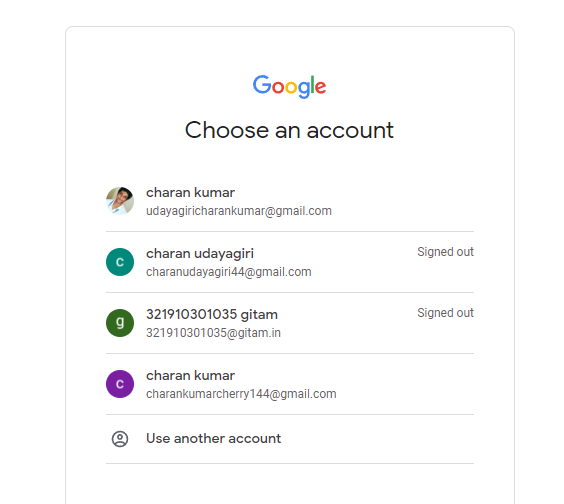 Google
Choose an account
charan kumar
udayagiricharankumar@gmail.com
c
charan udayagiri
Signed out
charanudayagiri44@gmail.com
g
321910301035 gitam
Signed out
321910301035@gitam.in
c
charan kumar
charankumarcherry144@gmail.com
Use another account